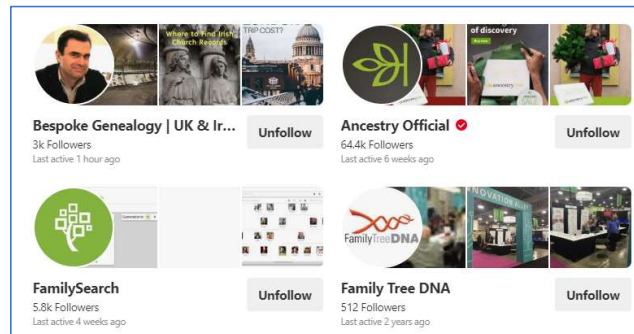 Where to Find Irish
Church Records
TRIP COST?
Bespoke Genealogy | UK & Ir...
3k Followers
Last active 1 hour ago
Unfollow
of discovery
Ancestry Official
64.4k Followers
Last active 6 weeks ago
Unfollow
FamilySearch
5.8k Followers
Last active 4 weeks ago
Unfollow
FamilyTreeDNA
Family Tree DNA
512 Followers
Last active 2 years ago
Unfollow